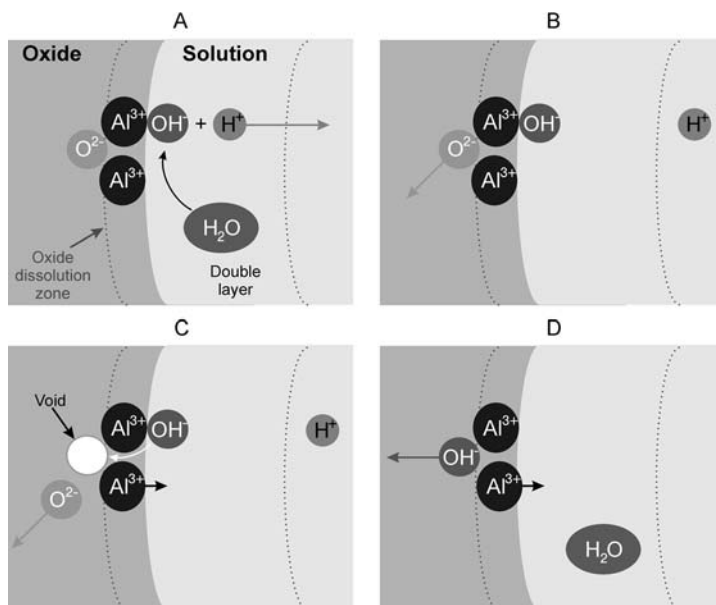 A
Oxide Solution
Al3+ OH- + H+
O2-
Al3+
H2O
Oxide
dissolution
zone
Double
layer
B
Al3+ OH- H+
O2-
Al3+
C
Void
Al3+ OH- H+
Al3+
O2-
D
Al3+
OH-
Al3+
H2O